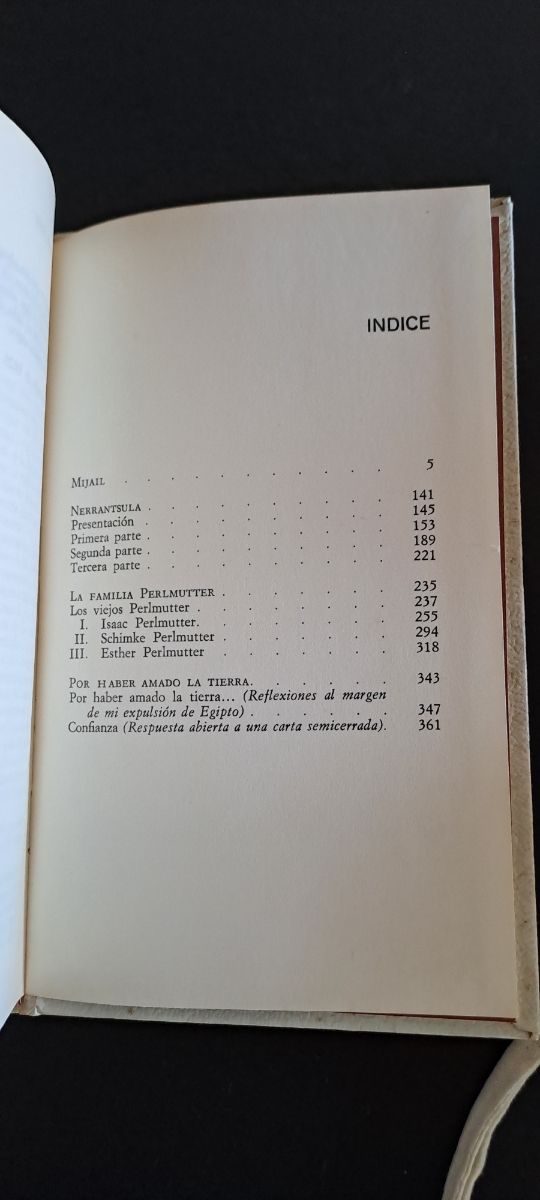 INDICE
MIJAIL . . . . . . . . . . . 5
NERRANTSULA . . . . . . . . . . 141
Presentación . . . . . . . . . . 145
Primera parte . . . . . . . . . . 153
Segunda parte . . . . . . . . . . 189
Tercera parte . . . . . . . . . . 221
LA FAMILIA PERLMUTTER . . . . . . . 235
Los viejos Perlmutter . . . . . . . . 237
I. Isaac Perlmutter. . . . . . . . . 255
II. Schimke Perlmutter . . . . . . . 294
III. Esther Perlmutter . . . . . . . 318
POR HABER AMADO LA TIERRA. . . . . . 343
Por haber amado la tierra... (Reflexiones al margen
de mi expulsión de Egipto) . . . . . . 347
Confianza (Respuesta abierta a una carta semicerrada). 361